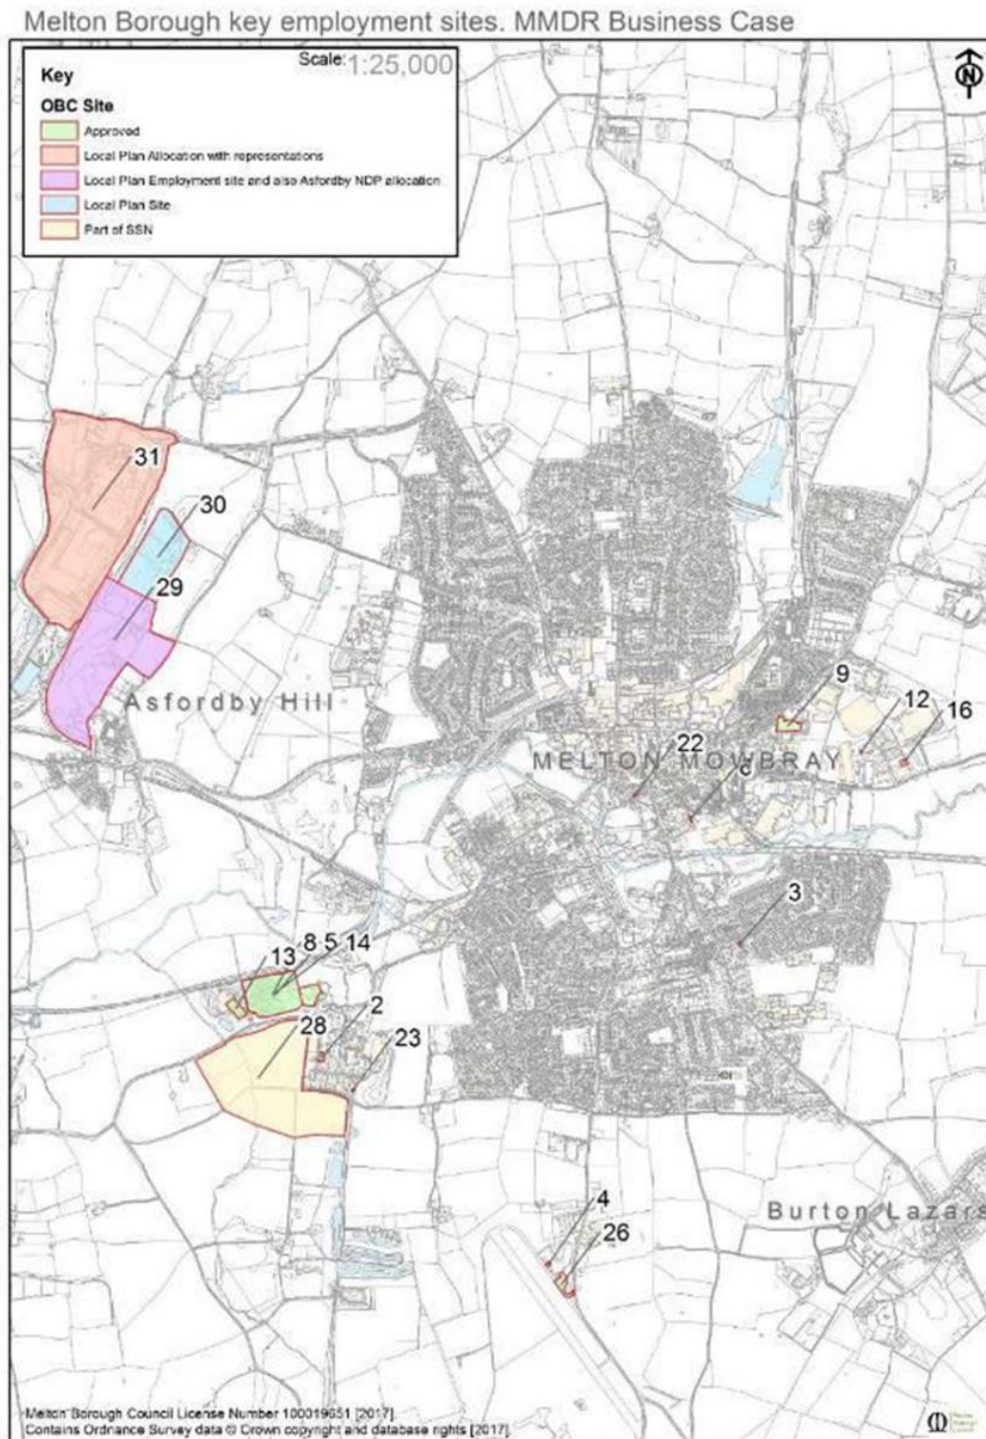 Melton Borough key employment sites. MMDR Business Case
Scale: 1:25,000
Key
OBC Site
Approved
Local Plan Allocation with representations
Local Plan Employment site and also Asfordby NDP allocation
Local Plan Site
Part of SSN
N
31
30
29
Asfordby Hill
9
12
16
22
MELTON MOWBRAY
3
8 5 14
13
2
28
23
4
Burton Lazars
26
Melton Borough Council License Number 100019651 [2017]
Contains Ordnance Survey data © Crown copyright and database rights [2017]